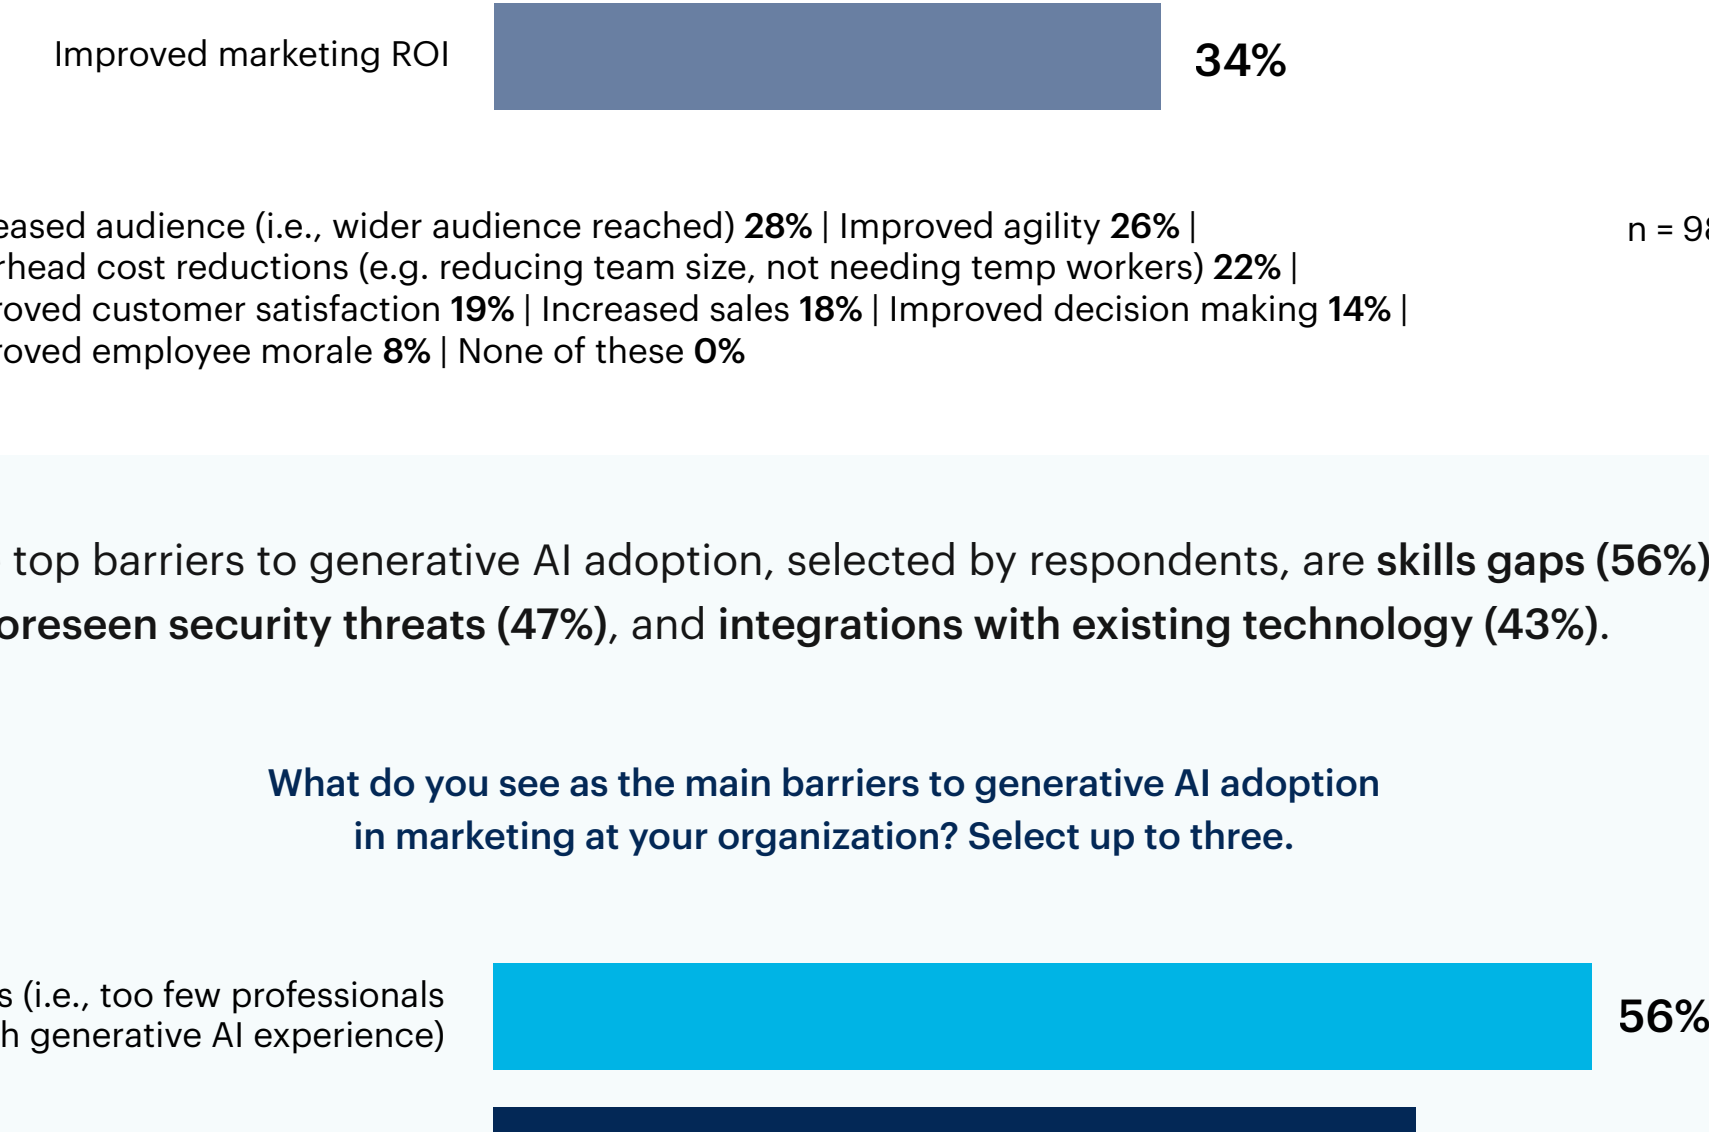 Improved marketing ROI 34%
eased audience (i.e., wider audience reached) 28% | Improved agility 26% |
n = 98
rhead cost reductions (e.g. reducing team size, not needing temp workers) 22% |
roved customer satisfaction 19% | Increased sales 18% | Improved decision making 14% |
roved employee morale 8% | None of these 0%
top barriers to generative AI adoption, selected by respondents, are skills gaps (56%)
oreseen security threats (47%), and integrations with existing technology (43%).
What do you see as the main barriers to generative AI adoption
in marketing at your organization? Select up to three.
s (i.e., too few professionals
h generative AI experience)
56%